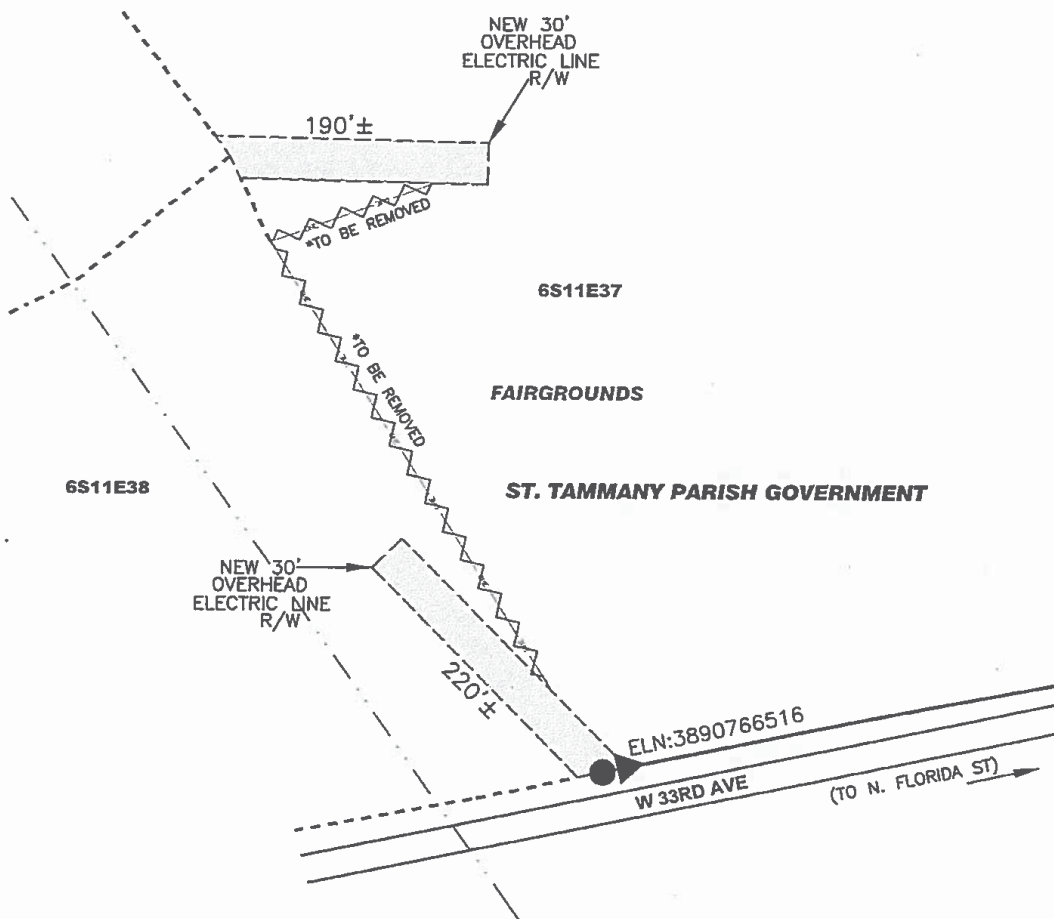 NEW 30'
OVERHEAD
ELECTRIC LINE
R/W
190'±
*TO BE REMOVED
6S11E37
*TO BE REMOVED
FAIRGROUNDS
6S11E38
ST. TAMMANY PARISH GOVERNMENT
NEW 30'
OVERHEAD
ELECTRIC LINE
R/W
220'±
ELN:3890766516
W 33RD AVE
(TO N. FLORIDA ST)